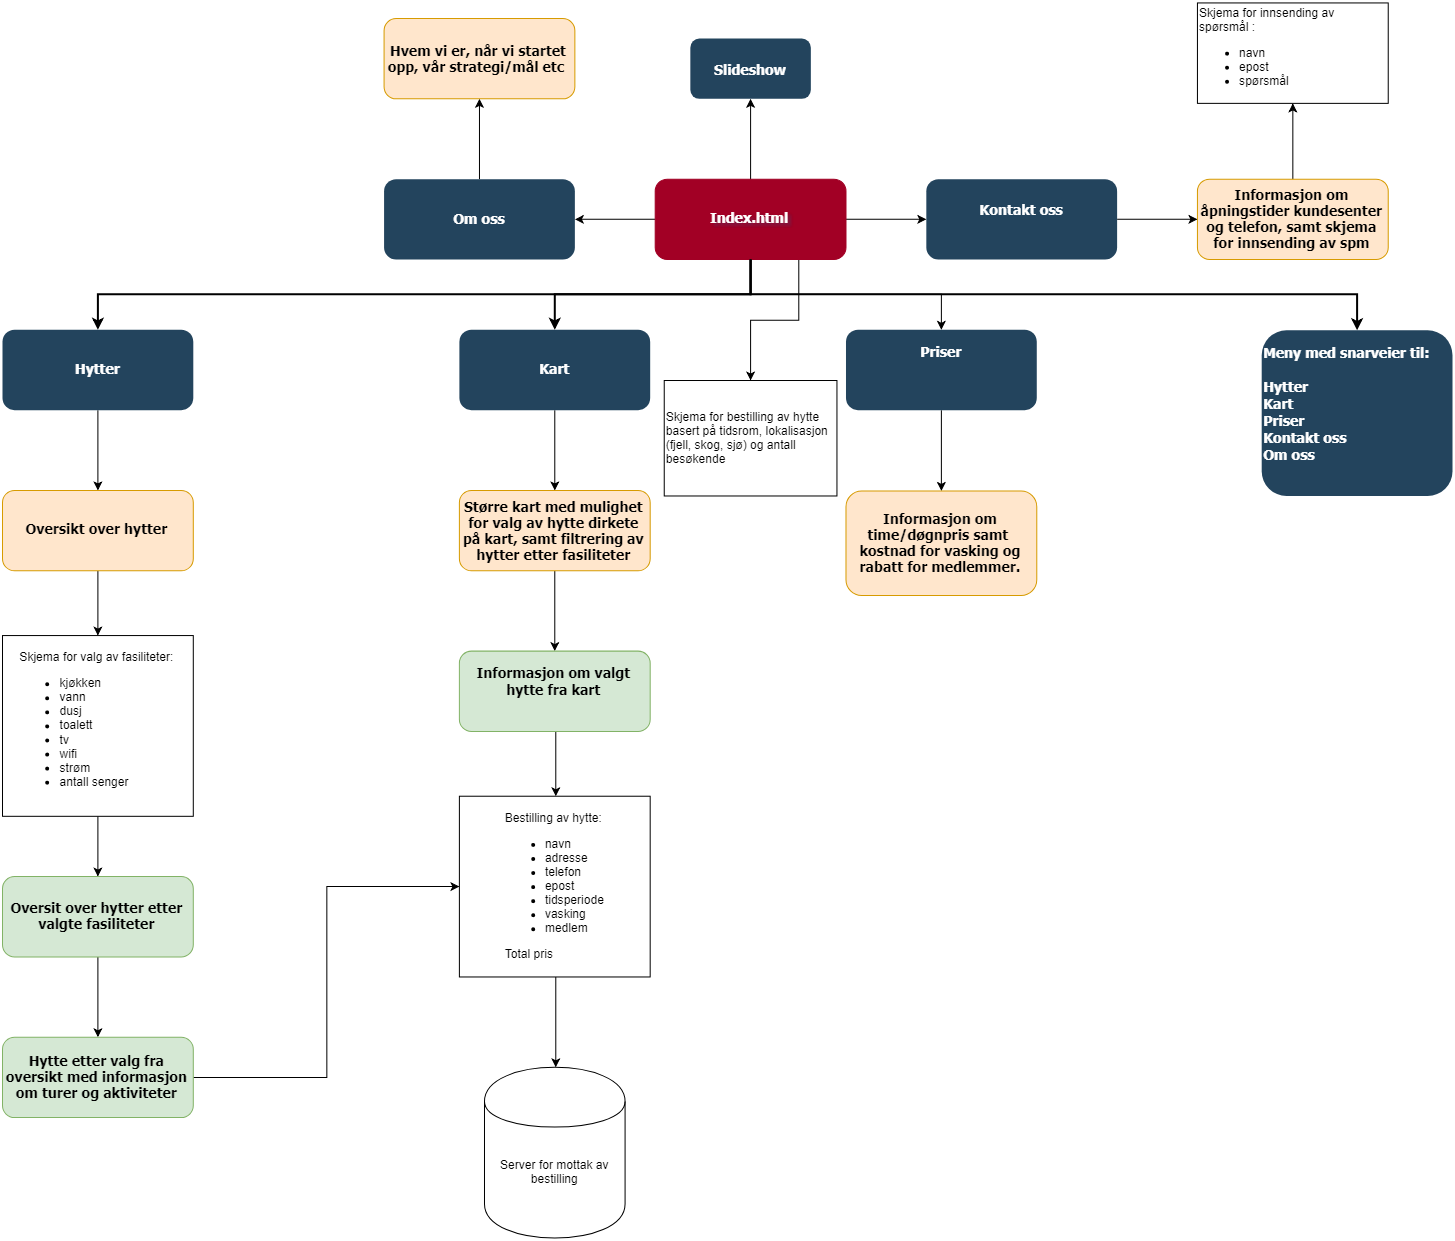 Hvem vi er, når vi startet
opp, vår strategi/mål etc
Slideshow
Skjema for innsending av
spørsmål :
navn
epost
spørsmål
Om oss
Index.html
Kontakt oss
Informasjon om
åpningstider kundesenter
og telefon, samt skjema
for innsending av spm
Hytter
Kart
Priser
Meny med snarveier til:
Hytter
Kart
Priser
Kontakt oss
Om oss
Skjema for bestilling av hytte
basert på tidsrom, lokalisasjon
(fjell, skog, sjø) og antall
besøkende
Oversikt over hytter
Større kart med mulighet
for valg av hytte dirkete
på kart, samt filtrering av
hytter etter fasiliteter
Informasjon om
time/døgnpris samt
kostnad for vasking og
rabatt for medlemmer.
Skjema for valg av fasiliteter:
kjøkken
vann
dusj
toalett
tv
wifi
strøm
antall senger
Informasjon om valgt
hytte fra kart
Bestilling av hytte:
navn
adresse
telefon
epost
tidsperiode
vasking
medlem
Total pris
Oversit over hytter etter
valgte fasiliteter
Hytte etter valg fra
oversikt med informasjon
om turer og aktiviteter
Server for mottak av
bestilling